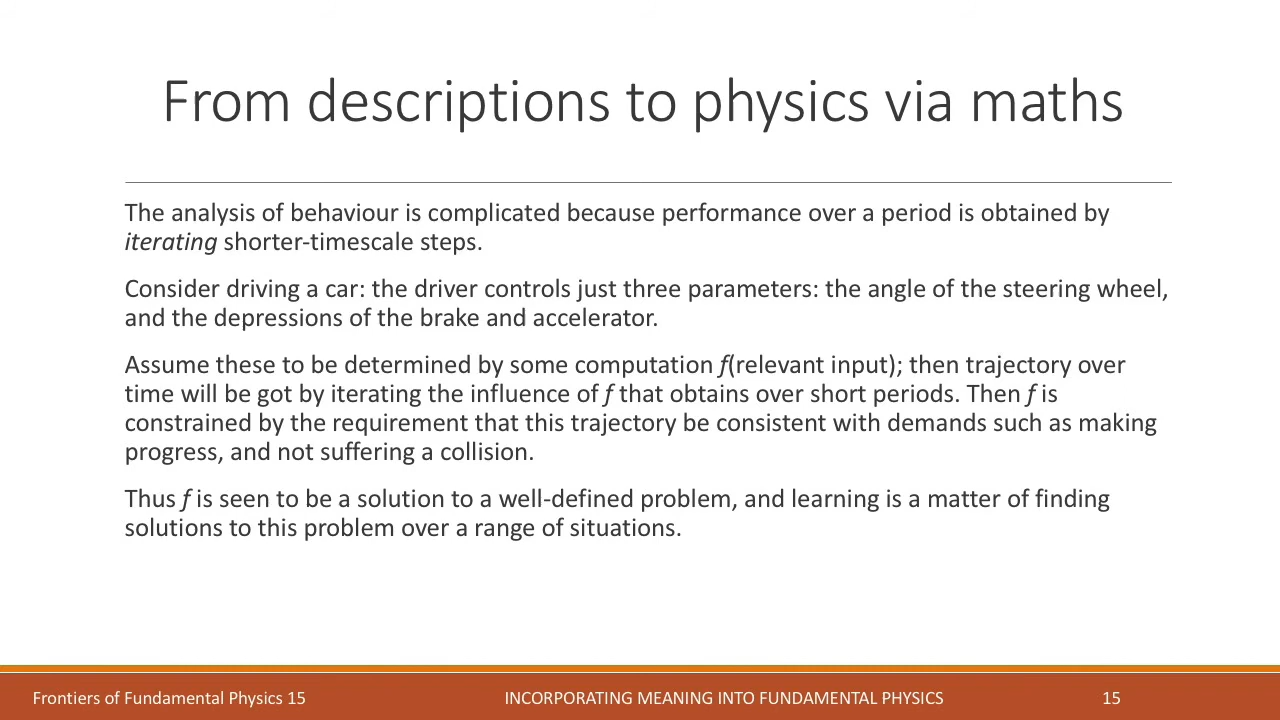 From descriptions to physics via maths
The analysis of behaviour is complicated because performance over a period is obtained by
iterating shorter-timescale steps.
Consider driving a car: the driver controls just three parameters: the angle of the steering wheel,
and the depressions of the brake and accelerator.
Assume these to be determined by some computation f(relevant input); then trajectory over
time will be got by iterating the influence of f that obtains over short periods. Then f is
constrained by the requirement that this trajectory be consistent with demands such as making
progress, and not suffering a collision.
Thus f is seen to be a solution to a well-defined problem, and learning is a matter of finding
solutions to this problem over a range of situations.
Frontiers of Fundamental Physics 15 INCORPORATING MEANING INTO FUNDAMENTAL PHYSICS 15